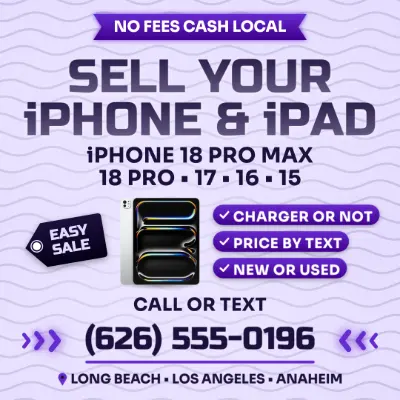 NO FEES CASH LOCAL
SELL YOUR
iPHONE & iPAD
iPHONE 18 PRO MAX
18 PRO ▪ 17 ▪ 16 ▪ 15
EASY
SALE
CHARGER OR NOT
PRICE BY TEXT
NEW OR USED
CALL OR TEXT
(626) 555-0196
LONG BEACH ▪ LOS ANGELES ▪ ANAHEIM